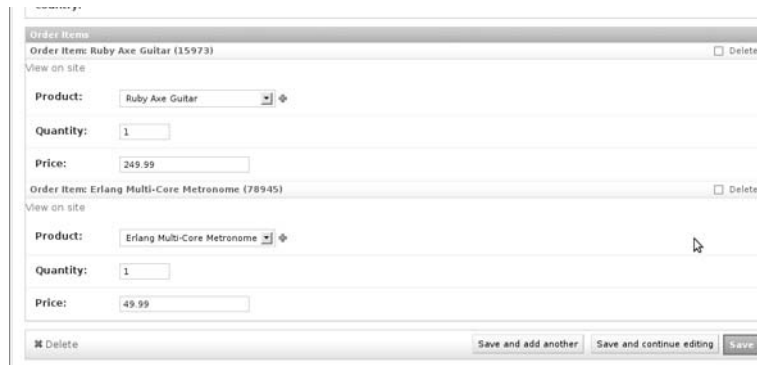 Order Items
Order Item: Ruby Axe Guitar (15973) Delete
View on site
Product: Ruby Axe Guitar
Quantity: 1
Price: 249.99
Order Item: Erlang Multi-Core Metronome (78945) Delete
View on site
Product: Erlang Multi-Core Metronome
Quantity: 1
Price: 49.99
Delete Save and add another Save and continue editing Save